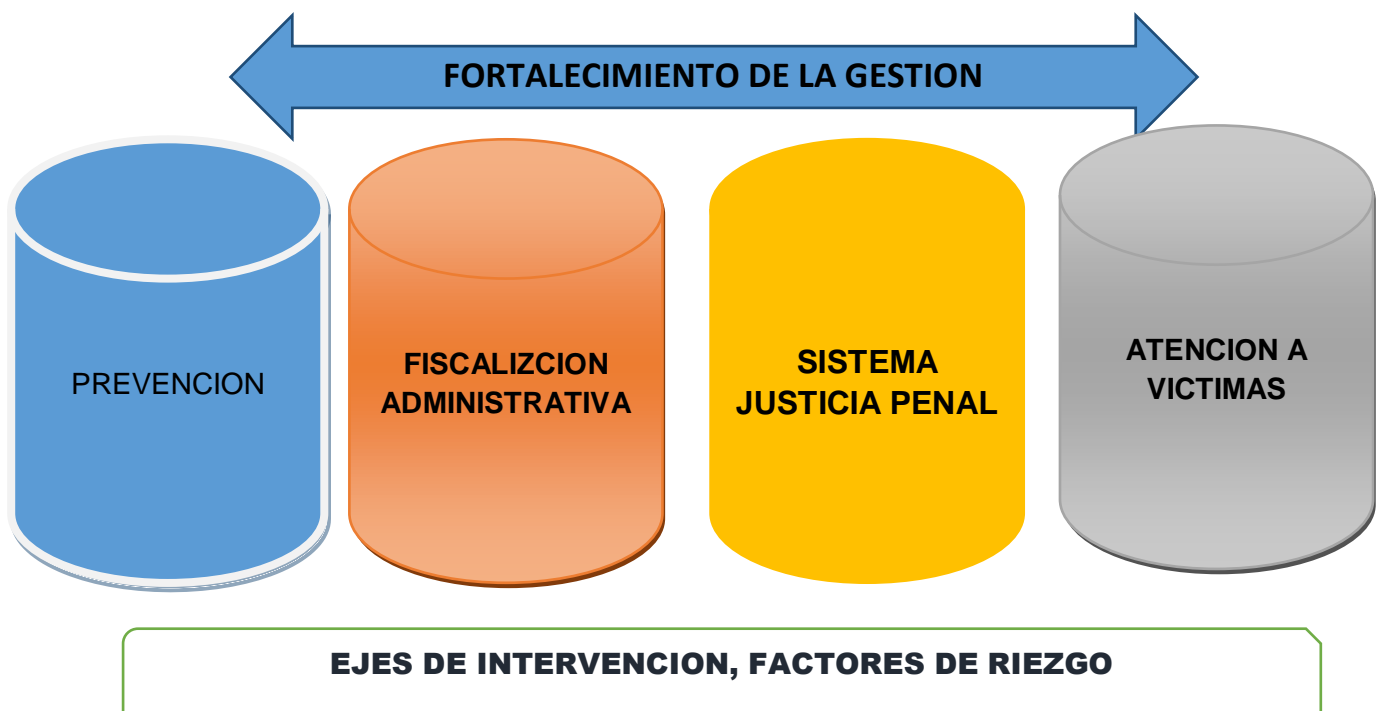 FORTALECIMIENTO DE LA GESTION
PREVENCION
FISCALIZCION
ADMINISTRATIVA
SISTEMA
JUSTICIA PENAL
ATENCION A
VICTIMAS
EJES DE INTERVENCION, FACTORES DE RIEZGO